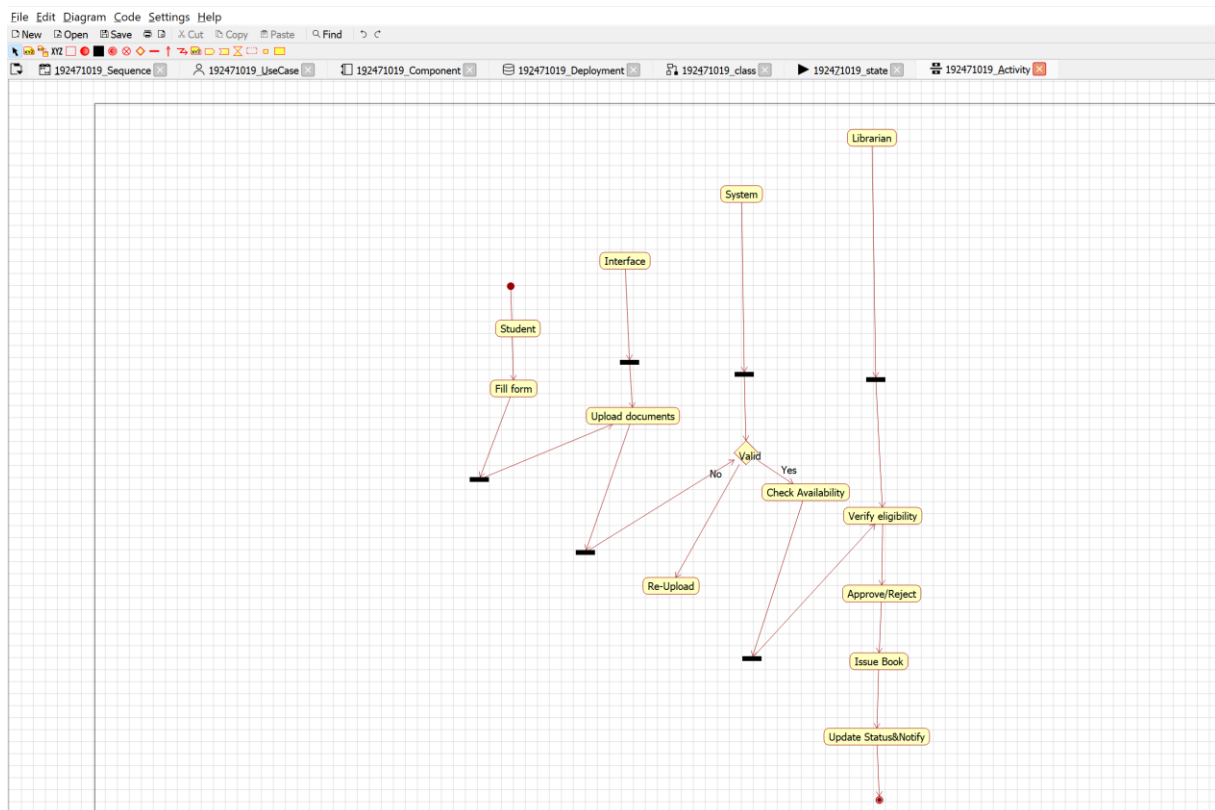 File Edit Diagram Code Settings Help
New Open Save Cut Copy Paste Find
XYZ
192471019_Sequence 192471019_UseCase 192471019_Component 192471019_Deployment 192471019_class 192471019_state 192471019_Activity
Librarian
System
Interface
Student
Fill form
Upload documents
Valid
No
Yes
Check Availability
Verify eligibility
Re-Upload
Approve/Reject
Issue Book
Update Status&Notify